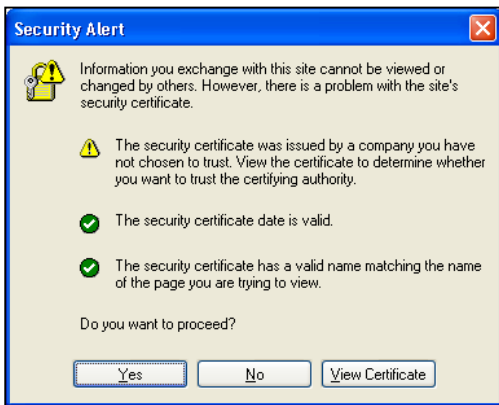 Security Alert
Information you exchange with this site cannot be viewed or
changed by others. However, there is a problem with the site's
security certificate.
The security certificate was issued by a company you have
not chosen to trust. View the certificate to determine whether
you want to trust the certifying authority.
The security certificate date is valid.
The security certificate has a valid name matching the name
of the page you are trying to view.
Do you want to proceed?
Yes No View Certificate